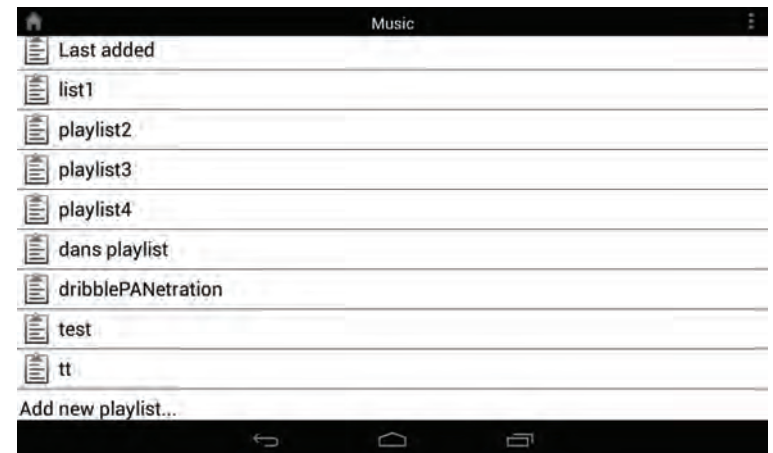 Music
Last added
list1
playlist2
playlist3
playlist4
dans playlist
dribblePANetration
test
tt
Add new playlist...